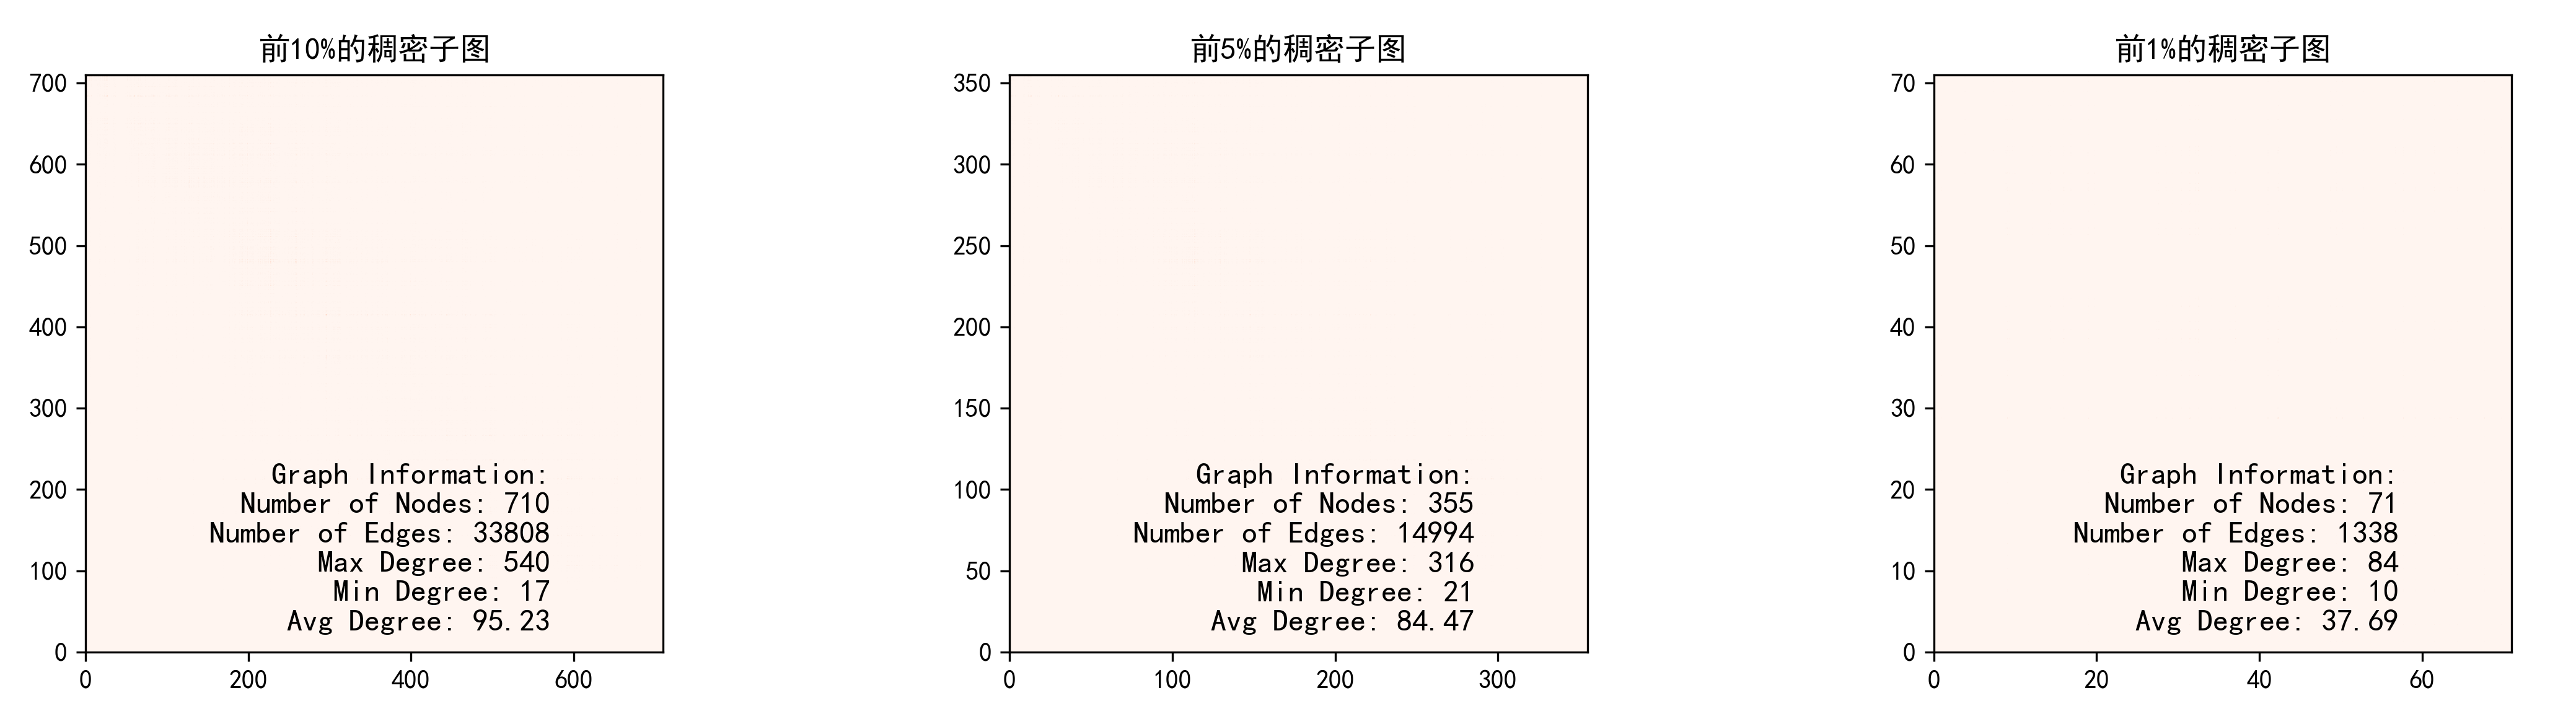 前10%的稠密子图
700
600
500
400
300
200
100
0
0 200 400 600
Graph Information:
Number of Nodes: 710
Number of Edges: 33808
Max Degree: 540
Min Degree: 17
Avg Degree: 95.23
前5%的稠密子图
350
300
250
200
150
100
50
0
0 100 200 300
Graph Information:
Number of Nodes: 355
Number of Edges: 14994
Max Degree: 316
Min Degree: 21
Avg Degree: 84.47
前1%的稠密子图
70
60
50
40
30
20
10
0
0 20 40 60
Graph Information:
Number of Nodes: 71
Number of Edges: 1338
Max Degree: 84
Min Degree: 10
Avg Degree: 37.69